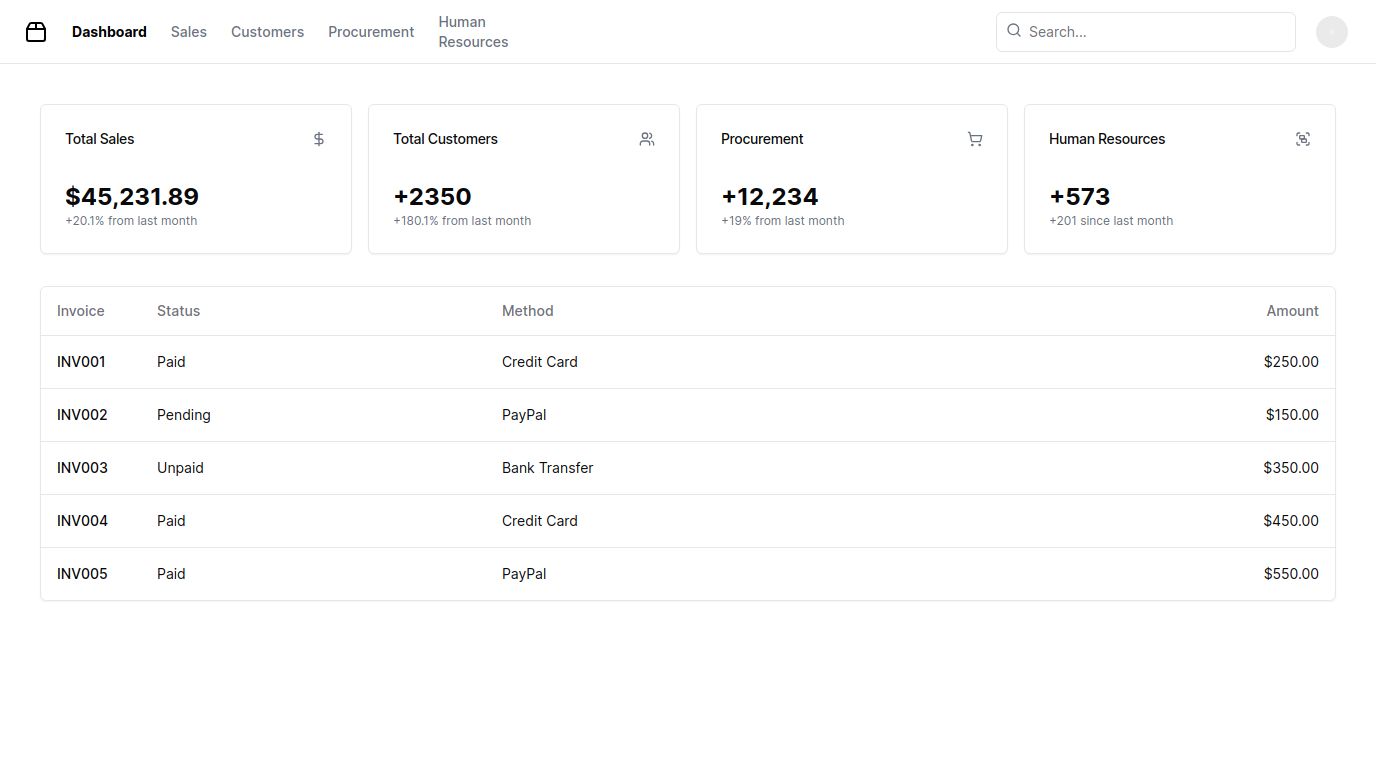 Dashboard Sales Customers Procurement Human
Resources
Search...
Total Sales
$45,231.89
+20.1% from last month
Total Customers
+2350
+180.1% from last month
Procurement
+12,234
+19% from last month
Human Resources
+573
+201 since last month
Invoice Status Method Amount
INV001 Paid Credit Card $250.00
INV002 Pending PayPal $150.00
INV003 Unpaid Bank Transfer $350.00
INV004 Paid Credit Card $450.00
INV005 Paid PayPal $550.00